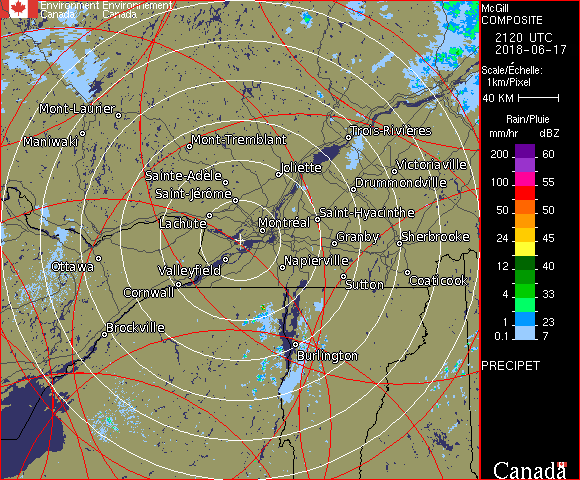 Environment Environnement
Canada Canada
McGill
COMPOSITE
2120 UTC
2018-06-17
Scale/Échelle:
1km/Pixel
40 KM
Rain/Pluie
mm/hr dBZ
200 60
100 55
50 50
24 45
12 40
4 33
1 23
0.1 7
PRECIPET
Canada
Mont-Laurier
Maniwaki
Mont-Tremblant
Trois-Rivières
Sainte-Adèle
Joliette
Victoriaville
Saint-Jérôme
Drummondville
Lachute
Montréal
Saint-Hyacinthe
Granby
Sherbrooke
Ottawa
Valleyfield
Napierville
Cornwall
Sutton
Coaticook
Brockville
Burlington